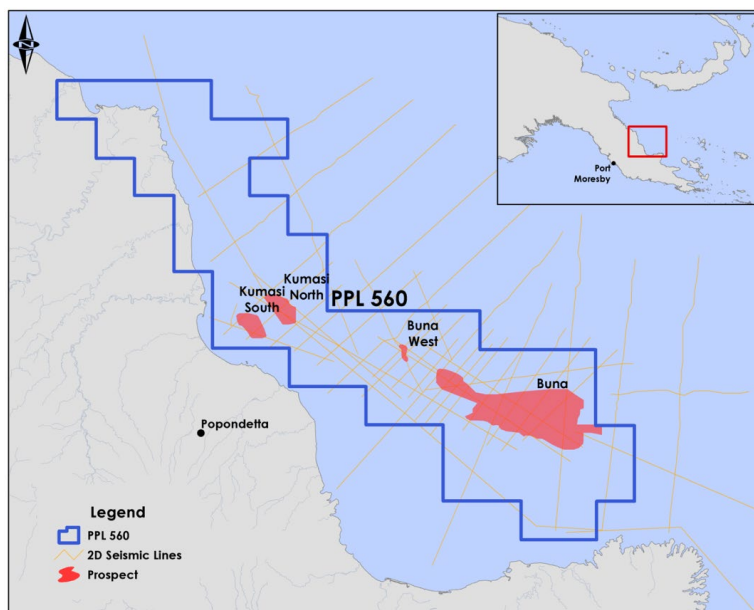 N
Port
Moresby
Kumasi
North
Kumasi
South
PPL 560
Buna
West
Buna
Popondetta
Legend
PPL 560
2D Seismic Lines
Prospect